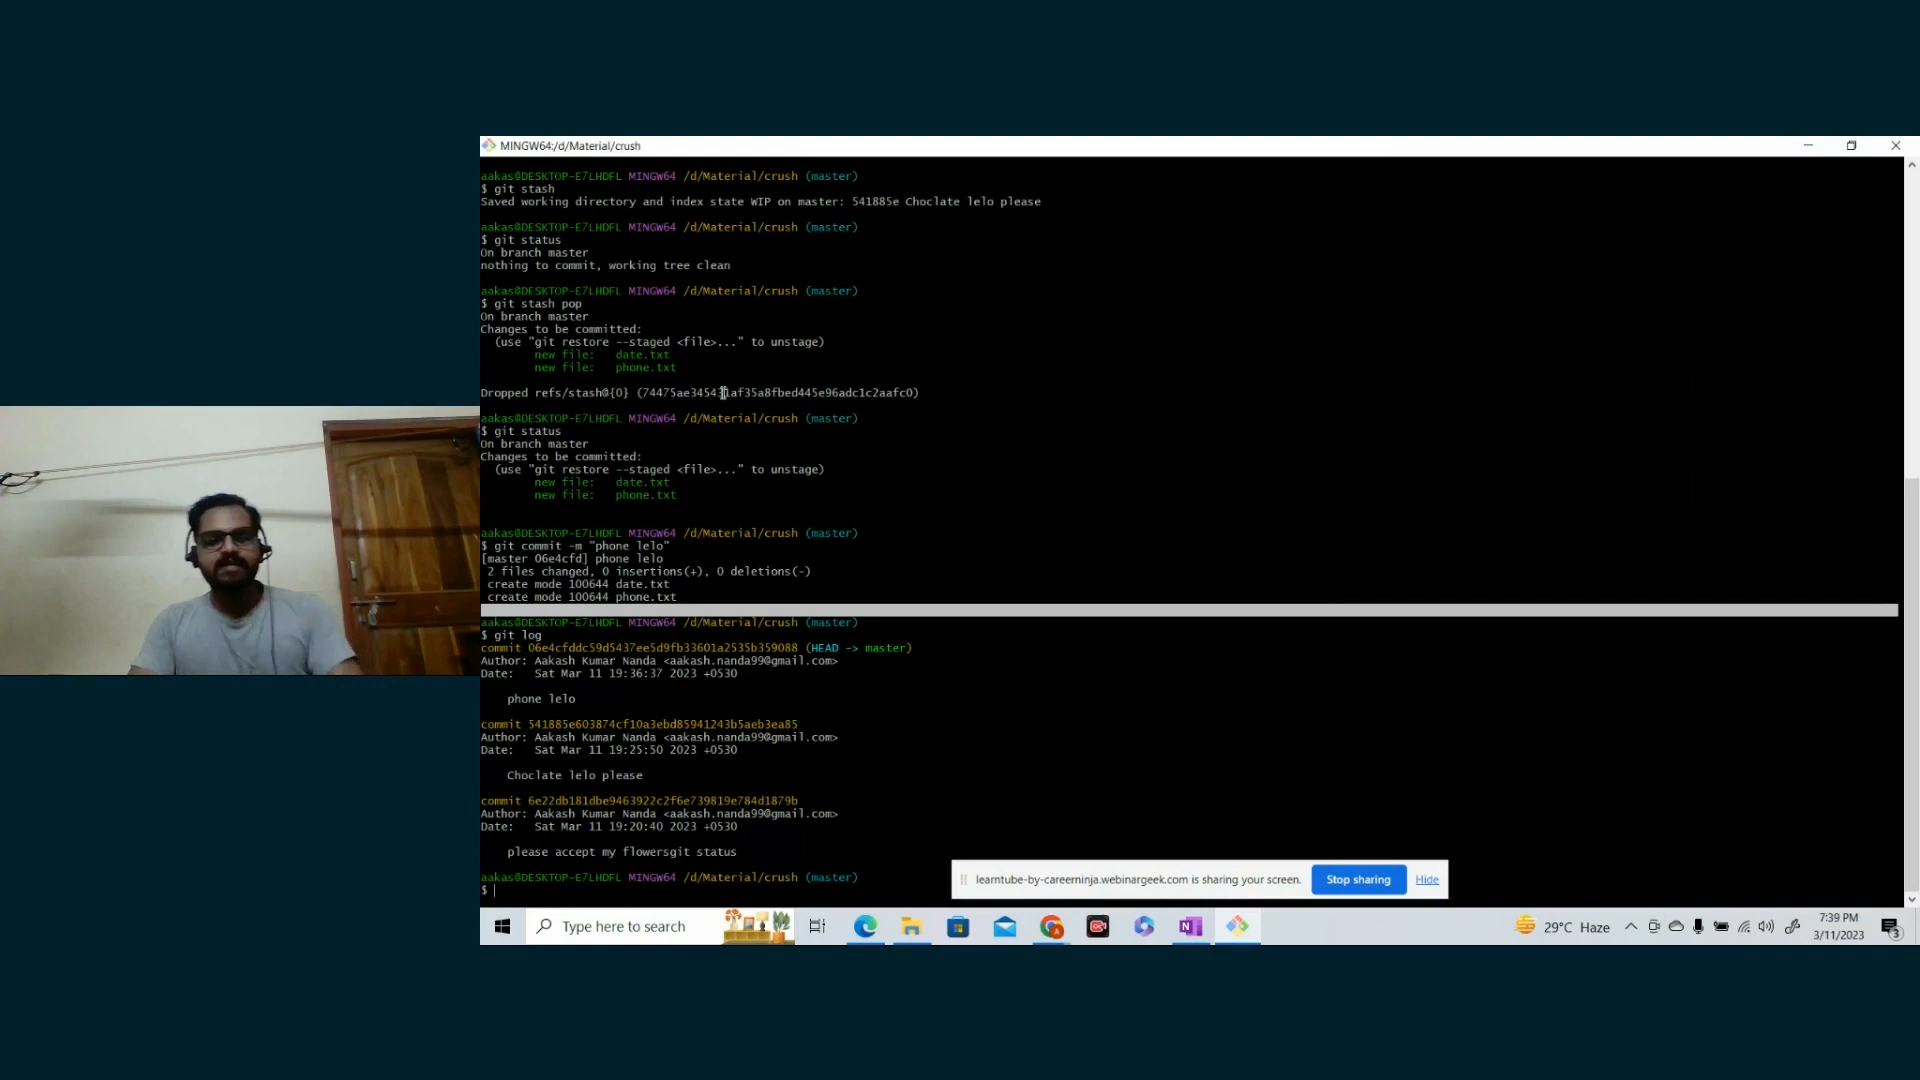 MINGW64:/d/Material/crush
aakas@DESKTOP-E7LHDFL MINGW64 /d/Material/crush (master)
$ git stash
Saved working directory and index state WIP on master: 541885e Choclate lelo please
aakas@DESKTOP-E7LHDFL MINGW64 /d/Material/crush (master)
$ git status
On branch master
nothing to commit, working tree clean
aakas@DESKTOP-E7LHDFL MINGW64 /d/Material/crush (master)
$ git stash pop
On branch master
Changes to be committed:
(use "git restore --staged <file>..." to unstage)
new file: date.txt
new file: phone.txt
Dropped refs/stash@{0}
aakas@DESKTOP-E7LHDFL MINGW64 /d/Material/crush (master)
$ git status
On branch master
Changes to be committed:
(use "git restore --staged <file>..." to unstage)
new file: date.txt
new file: phone.txt
aakas@DESKTOP-E7LHDFL MINGW64 /d/Material/crush (master)
$ git commit -m "phone lelo"
[master 06e4cfd] phone lelo
2 files changed, 0 insertions(+), 0 deletions(-)
create mode 100644 date.txt
create mode 100644 phone.txt
aakas@DESKTOP-E7LHDFL MINGW64 /d/Material/crush (master)
$ git log
commit 06e4cfddc59d5437ee5d9fb33601a2535b359088 (HEAD -> master)
Author: Aakash Kumar Nanda <aakash.nanda99@gmail.com>
Date: Sat Mar 11 19:36:37 2023 +0530
phone lelo
commit 541885e603874cf10a3ebd85941243b5aeb3ea85
Author: Aakash Kumar Nanda <aakash.nanda99@gmail.com>
Date: Sat Mar 11 19:25:50 2023 +0530
Choclate lelo please
commit 6e22db181dbe9463922c2f6e739819e784d1879b
Author: Aakash Kumar Nanda <aakash.nanda99@gmail.com>
Date: Sat Mar 11 19:20:40 2023 +0530
please accept my flowersgit status
aakas@DESKTOP-E7LHDFL MINGW64 /d/Material/crush (master)
$
learntube-by-careerninja.webinargeek.com is sharing your screen. Stop sharing Hide
Type here to search
29°C Haze
7:39 PM
3/11/2023
3